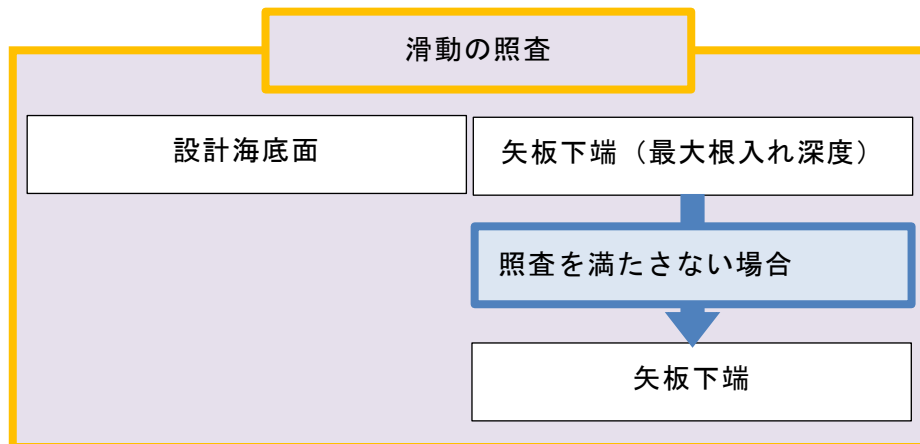 滑動の照査
設計海底面
矢板下端（最大根入れ深度）
照査を満たさない場合
矢板下端